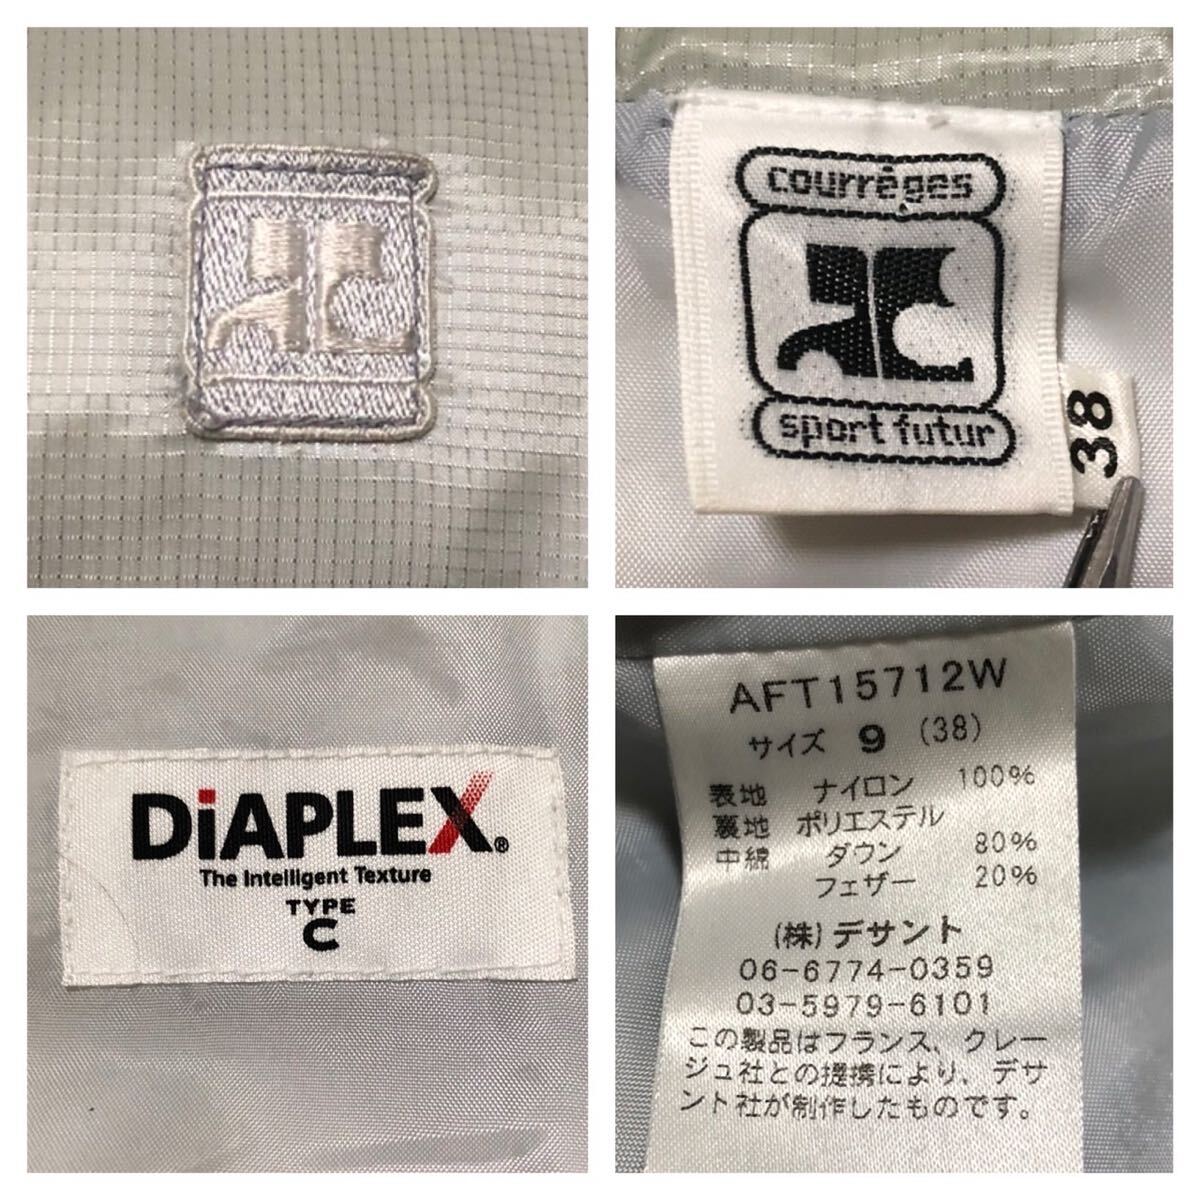 courrèges
AC
sport futur
38
DiAPLEX®
The Intelligent Texture
TYPE
C
AFT15712W
サイズ 9 (38)
表地 ナイロン 100%
裏地 ポリエステル
中綿 ダウン 80%
フェザー 20%
(株)デサント
06-6774-0359
03-5979-6101
この製品はフランス、クレー
ジュ社との提携により、デサ
ント社が制作したものです。